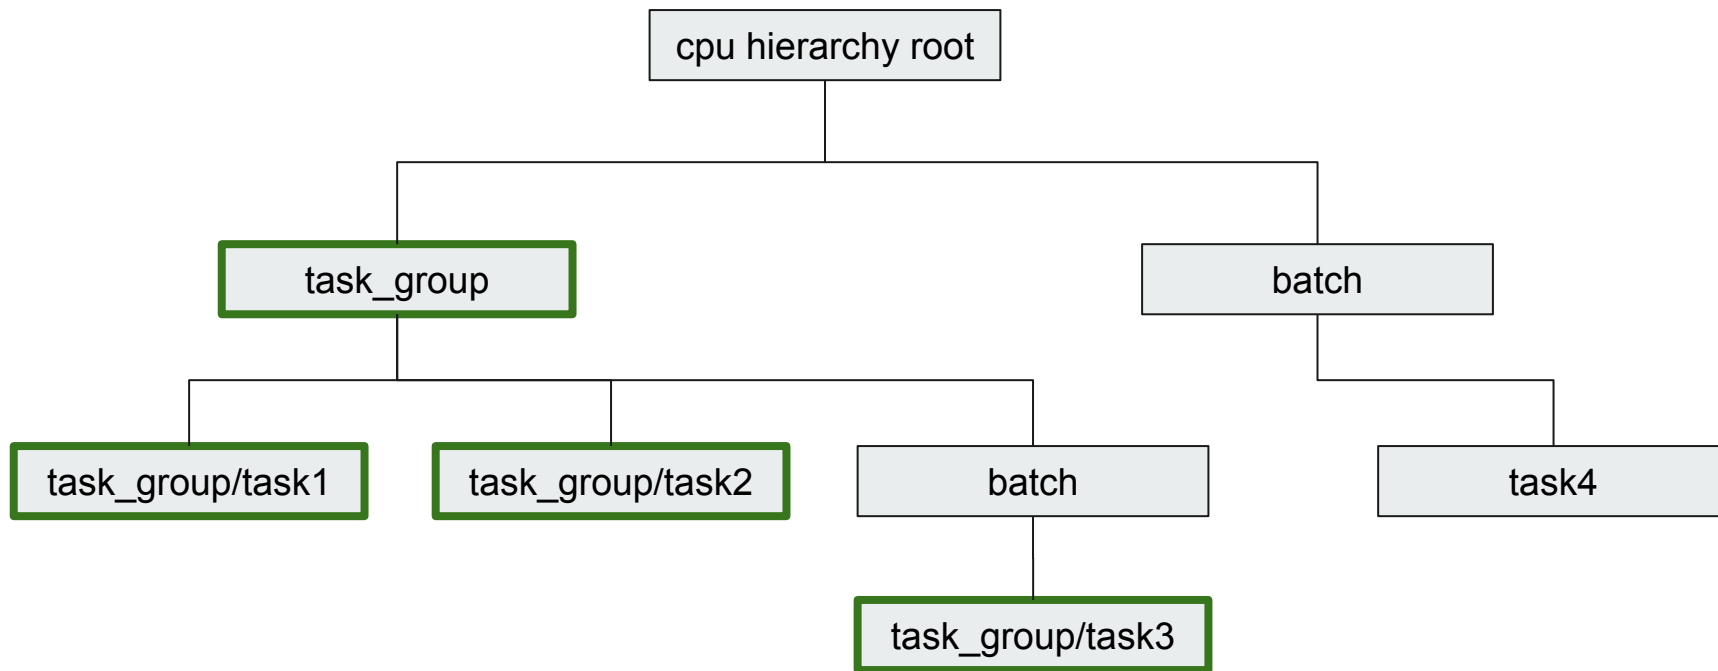 cpu hierarchy root
task_group
batch
task_group/task1
task_group/task2
batch
task4
task_group/task3